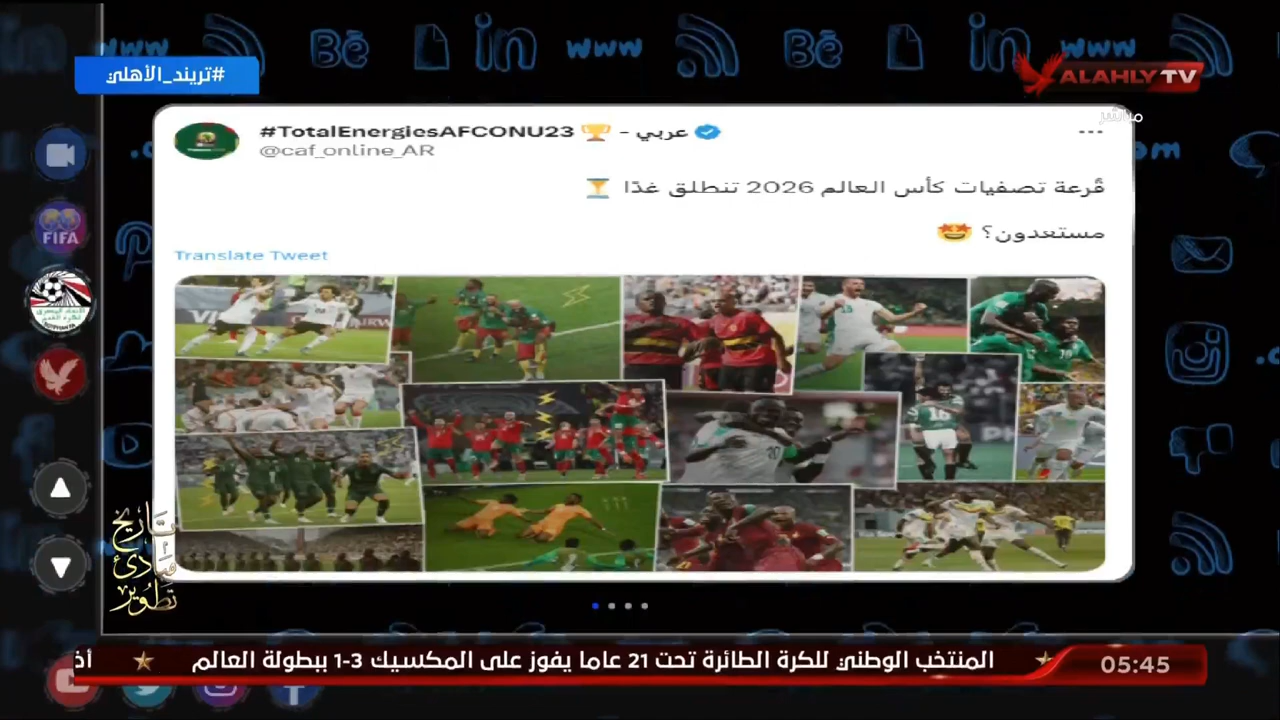 #تريند_الأهلي
ALAHLY TV
مباشر
#TotalEnergiesAFCONU23 🏆 - عربي
@caf_online_AR
قُرعة تصفيات كأس العالم 2026 تنطلق غدًا ⏳
مستعدون؟ 🤩
Translate Tweet
FIFA
تاريخ
مبادئ
تطوير
المنتخب الوطني للكرة الطائرة تحت 21 عاما يفوز على المكسيك 3-1 ببطولة العالم
أذ
05:45